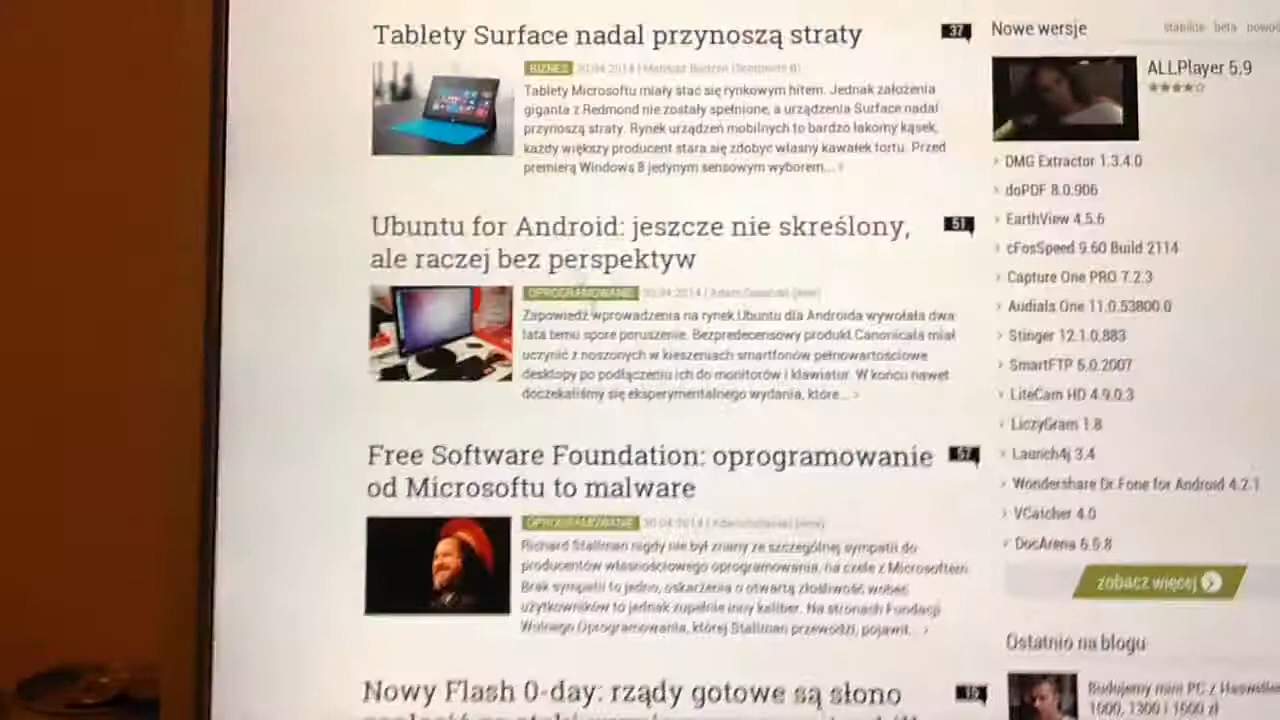 Tablety Surface nadal przynoszą straty
37
BIZNES 30.04.2014 |
Tablety Microsoftu miały stać się rynkowym hitem. Jednak założenia
giganta z Redmond nie zostały spełnione, a urządzenia Surface nadal
przynoszą straty. Rynek urządzeń mobilnych to bardzo łakomy kąsek,
każdy większy producent stara się zdobyć własny kawałek tortu. Przed
premierą Windows 8 jedynym sensowym wyborem... ›
Ubuntu for Android: jeszcze nie skreślony,
ale raczej bez perspektyw
51
OPROGRAMOWANIE 30.04.2014 | Adam
Zapowiedź wprowadzenia na rynek Ubuntu dla Androida wywołała dwa
lata temu spore poruszenie. Bezprecedensowy produkt Canonicala miał
uczynić z noszonych w kieszeniach smartfonów pełnowartościowe
desktopy po podłączeniu ich do monitorów i klawiatur. W końcu nawet
doczekaliśmy się eksperymentalnego wydania, które... ›
Free Software Foundation: oprogramowanie
od Microsoftu to malware
57
OPROGRAMOWANIE 30.04.2014 | Adam
Richard Stallman nigdy nie był znany ze szczególnej sympatii do
producentów własnościowego oprogramowania, na czele z Microsoftem.
Brak sympatii to jedno, oskarżenia o otwartą złośliwość wobec
użytkowników to jednak zupełnie inny kaliber. Na stronach Fundacji
Wolnego Oprogramowania, której Stallman przewodzi, pojawił... ›
Nowy Flash 0-day: rządy gotowe są słono
15
Nowe wersje
stabilne beta nowości
ALLPlayer 5.9
› DMG Extractor 1.3.4.0
› doPDF 8.0.906
› EarthView 4.5.6
› cFosSpeed 9.60 Build 2114
› Capture One PRO 7.2.3
› Audials One 11.0.53800.0
› Stinger 12.1.0.883
› SmartFTP 6.0.2007
› LiteCam HD 4.9.0.3
› LiczyGram 1.8
› Launch4j 3.4
› Wondershare Dr.Fone for Android 4.2.1
› VCatcher 4.0
› DocArena 6.5.8
zobacz więcej
Ostatnio na blogu
Budujemy mini PC z Haswellem
1000, 1300 i 1600 zł